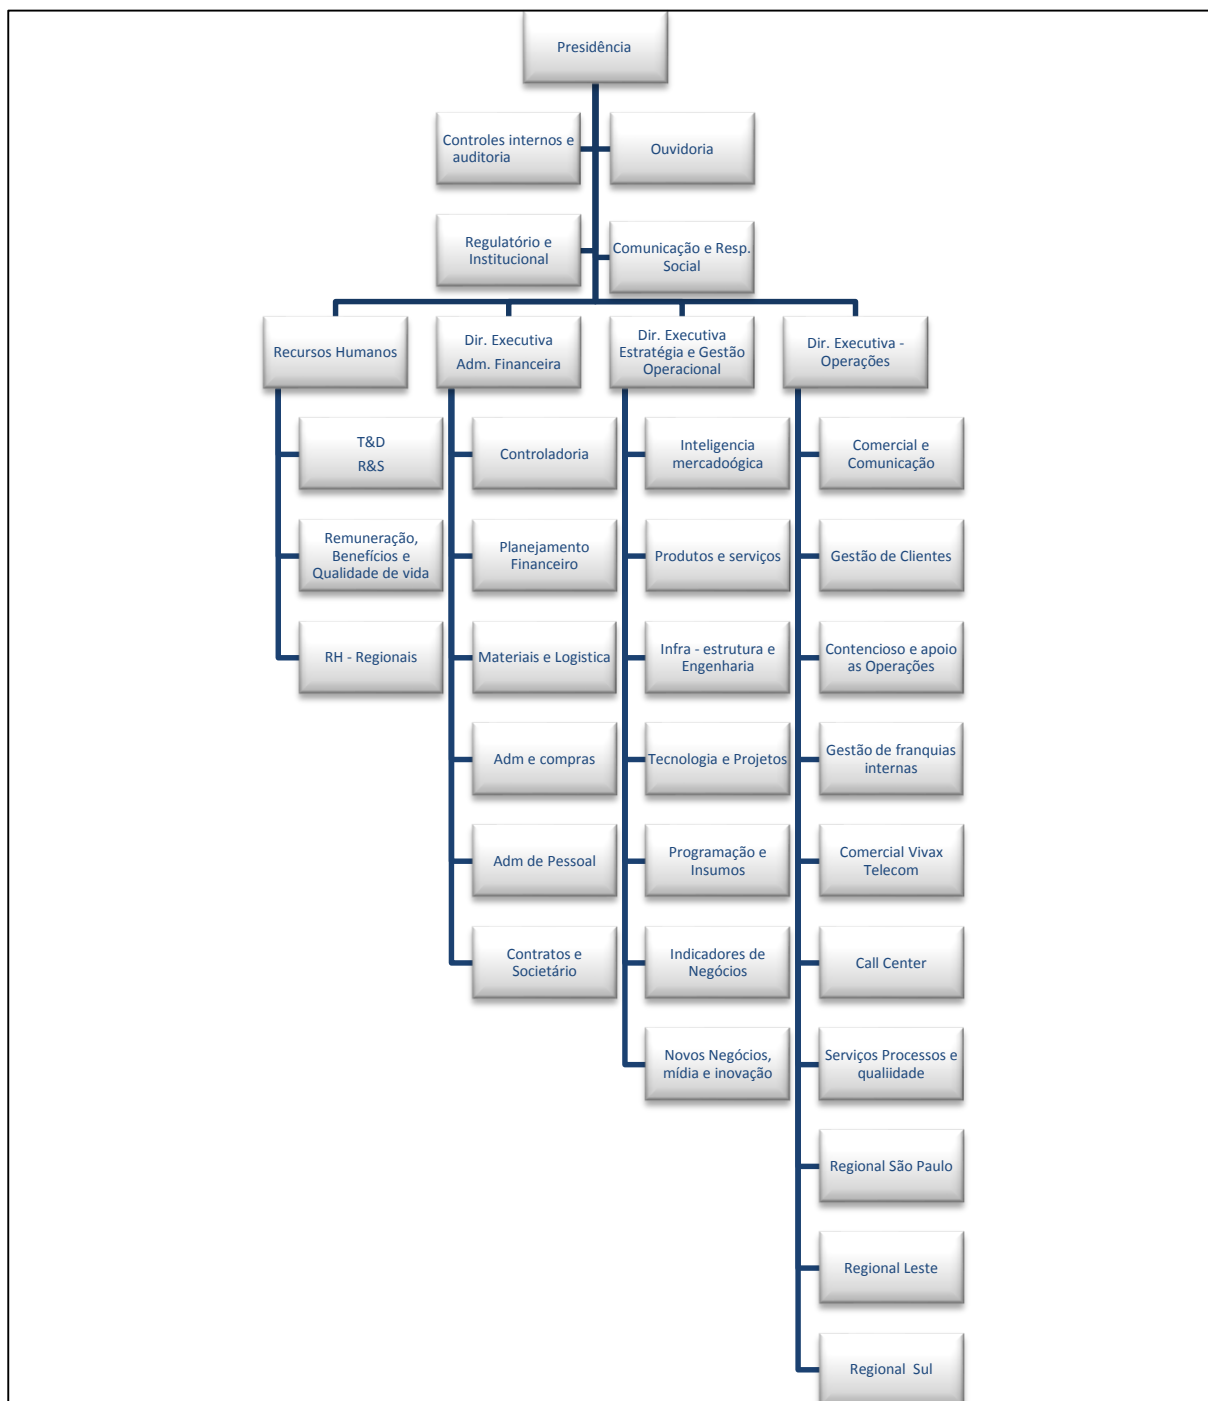 Presidência
Controles internos e
auditoria
Ouvidoria
Regulatório e
Institucional
Comunicação e Resp.
Social
Recursos Humanos
Dir. Executiva
Adm. Financeira
Dir. Executiva
Estratégia e Gestão
Operacional
Dir. Executiva -
Operações
T&D
R&S
Remuneração,
Benefícios e
Qualidade de vida
RH - Regionais
Controladoria
Planejamento
Financeiro
Materiais e Logistica
Adm e compras
Adm de Pessoal
Contratos e
Societário
Inteligencia
mercadoógica
Produtos e serviços
Infra - estrutura e
Engenharia
Tecnologia e Projetos
Programação e
Insumos
Indicadores de
Negócios
Novos Negócios,
mídia e inovação
Comercial e
Comunicação
Gestão de Clientes
Contencioso e apoio
as Operações
Gestão de franquias
internas
Comercial Vivax
Telecom
Call Center
Serviços Processos e
qualiidade
Regional São Paulo
Regional Leste
Regional  Sul